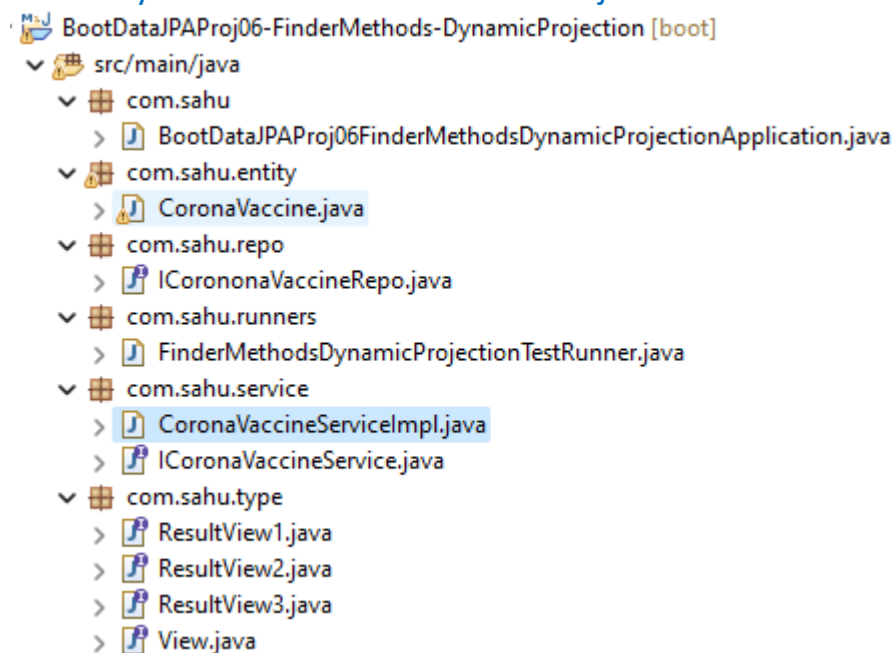 BootDataJPAProj06-FinderMethods-DynamicProjection [boot]
src/main/java
com.sahu
BootDataJPAProj06FinderMethodsDynamicProjectionApplication.java
com.sahu.entity
CoronaVaccine.java
com.sahu.repo
ICorononaVaccineRepo.java
com.sahu.runners
FinderMethodsDynamicProjectionTestRunner.java
com.sahu.service
CoronaVaccineServiceImpl.java
ICoronaVaccineService.java
com.sahu.type
ResultView1.java
ResultView2.java
ResultView3.java
View.java